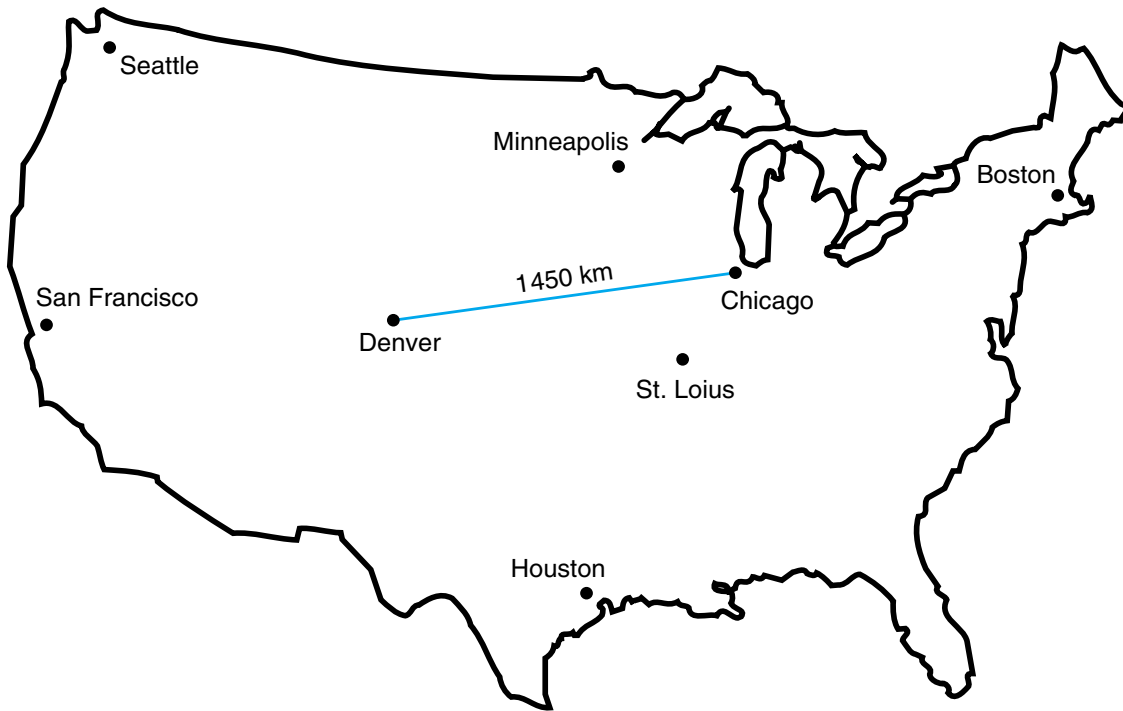 Seattle
Minneapolis
Boston
1450 km
San Francisco
Chicago
Denver
St. Loius
Houston